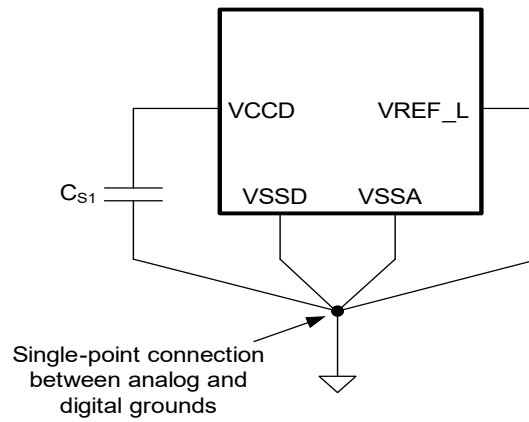 VCCD
VREF_L
CS1
VSSD
VSSA
Single-point connection
between analog and
digital grounds